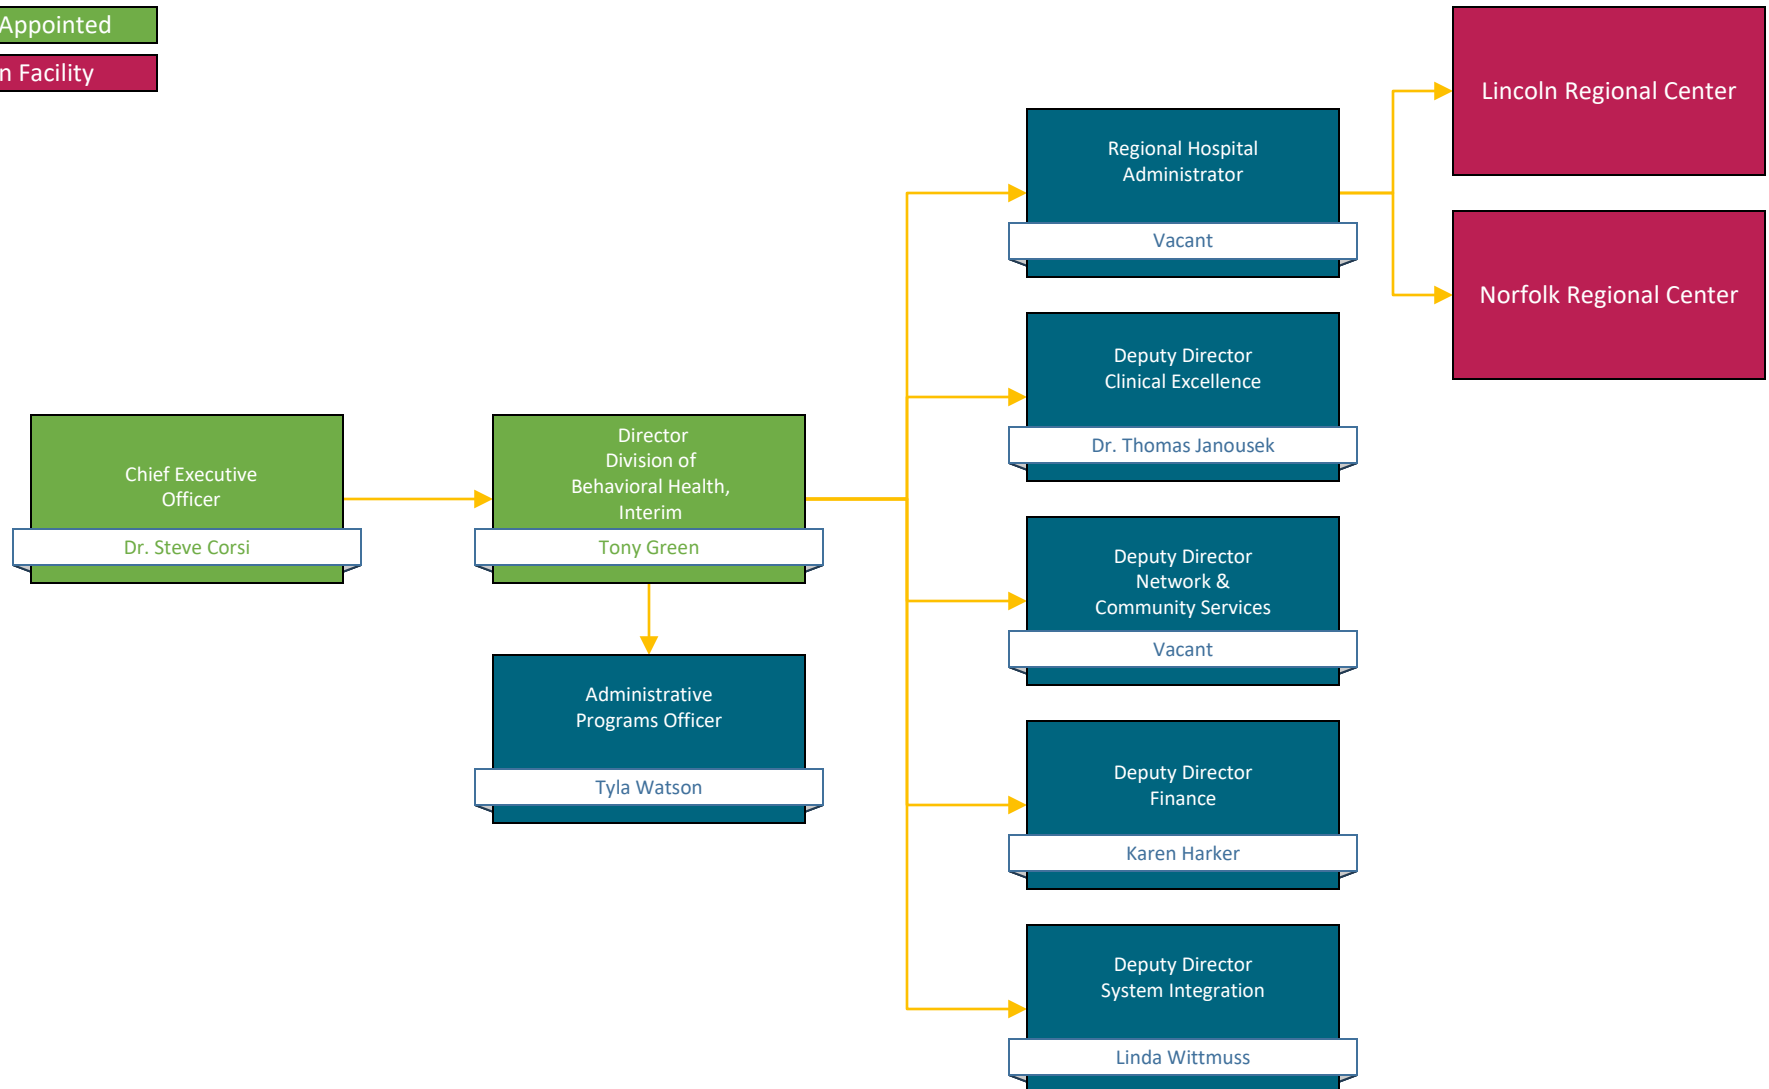 Appointed
n Facility
Lincoln Regional Center
Regional Hospital
Administrator
Vacant
Norfolk Regional Center
Deputy Director
Clinical Excellence
Dr. Thomas Janousek
Chief Executive
Officer
Dr. Steve Corsi
Director
Division of
Behavioral Health,
Interim
Tony Green
Deputy Director
Network &
Community Services
Vacant
Administrative
Programs Officer
Tyla Watson
Deputy Director
Finance
Karen Harker
Deputy Director
System Integration
Linda Wittmuss